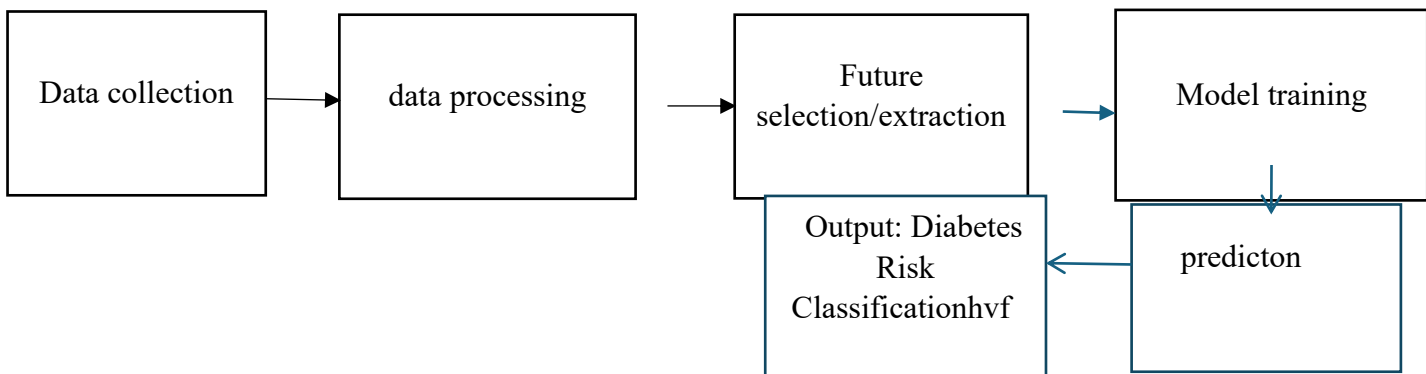 Data collection
data processing
Future
selection/extraction
Model training
predicton
Output: Diabetes
Risk
Classificationhvf